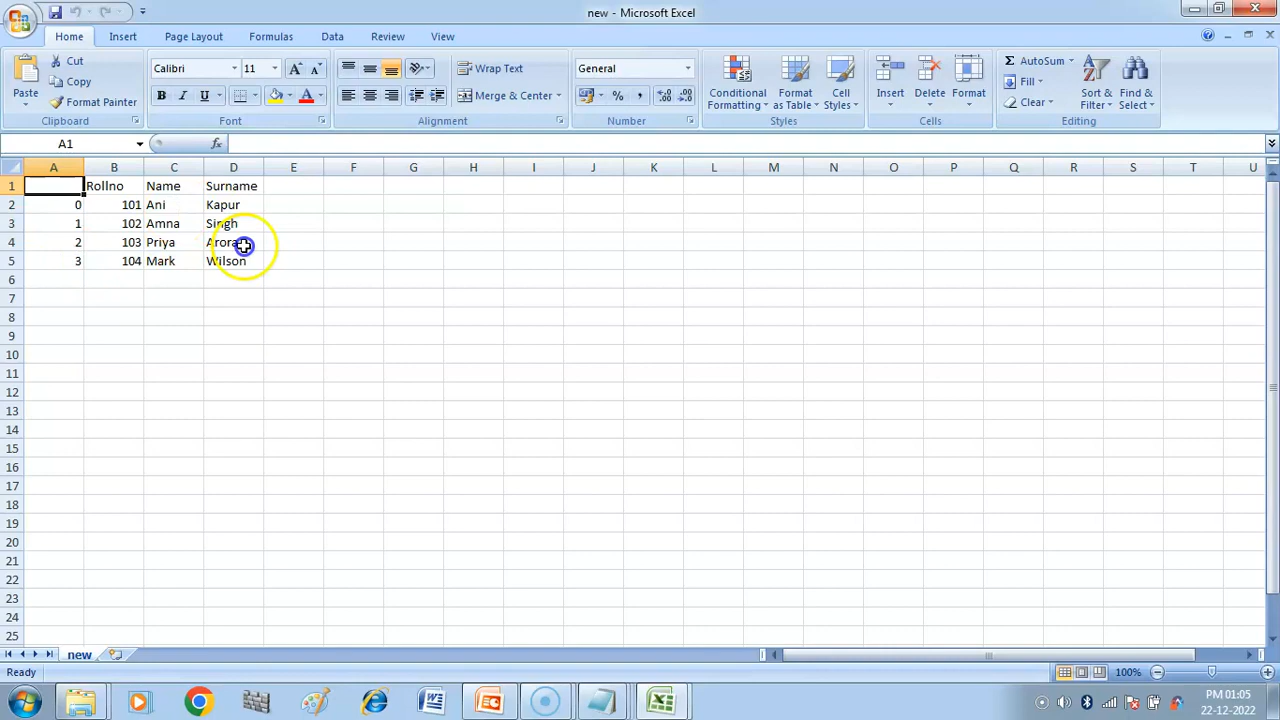 new - Microsoft Excel
Home Insert Page Layout Formulas Data Review View
Paste Cut Calibri 11 Wrap Text General Conditional Formatting Format as Table Cell Styles Insert Delete Format AutoSum Sort & Filter Find & Select
Copy Fill
Format Painter B I U A Merge & Center % , Clear
Clipboard Font Alignment Number Styles Cells Editing
A1 fx
A B C D E F G H I J K L M N O P Q R S T U
1 Rollno Name Surname
2 0 101 Ani Kapur
3 1 102 Amna Singh
4 2 103 Priya Arora
5 3 104 Mark Wilson
6
7
8
9
10
11
12
13
14
15
16
17
18
19
20
21
22
23
24
25
new
Ready 100%
PM 01:05
22-12-2022